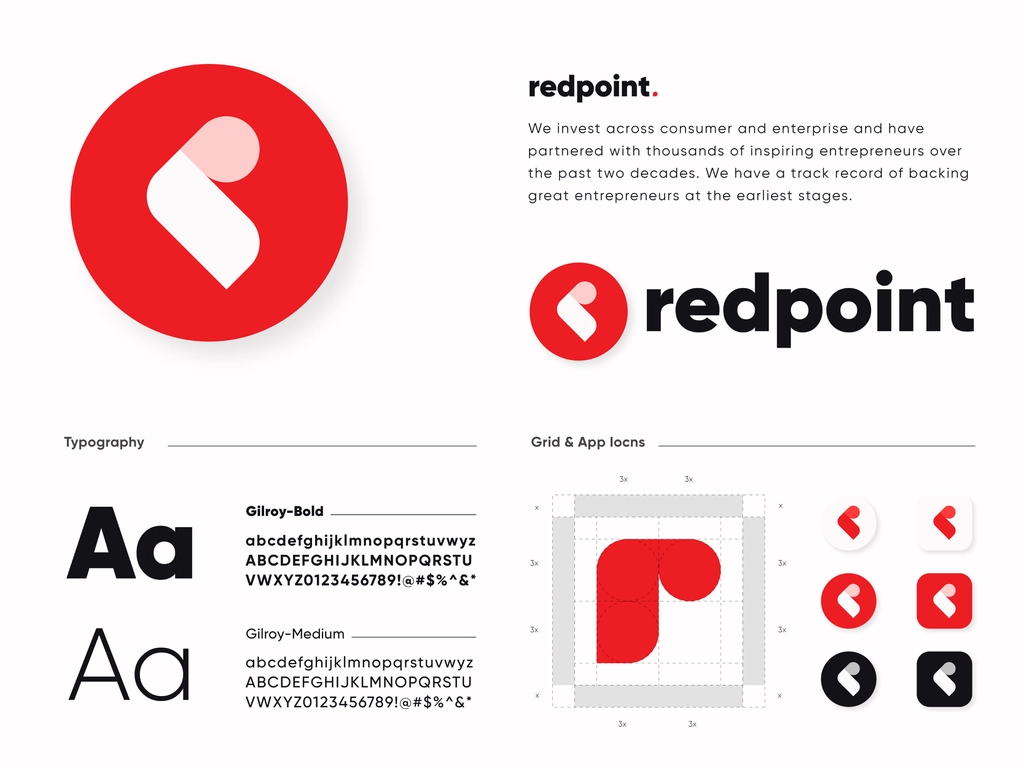 redpoint.
We invest across consumer and enterprise and have
partnered with thousands of inspiring entrepreneurs over
the past two decades. We have a track record of backing
great entrepreneurs at the earliest stages.
redpoint
Typography
Aa
Gilroy-Bold
abcdefghijklmnopqrstuvwxyz
ABCDEFGHIJKLMNOPQRSTU
VWXYZ0123456789!@#$%^&*
Aa
Gilroy-Medium
abcdefghijklmnopqrstuvwyz
ABCDEFGHIJKLMNOPQRSTU
VWXYZ0123456789!@#$%^&*
Grid & App Iocns
3x 3x
x x
3x 3x
3x 3x
x x
3x 3x